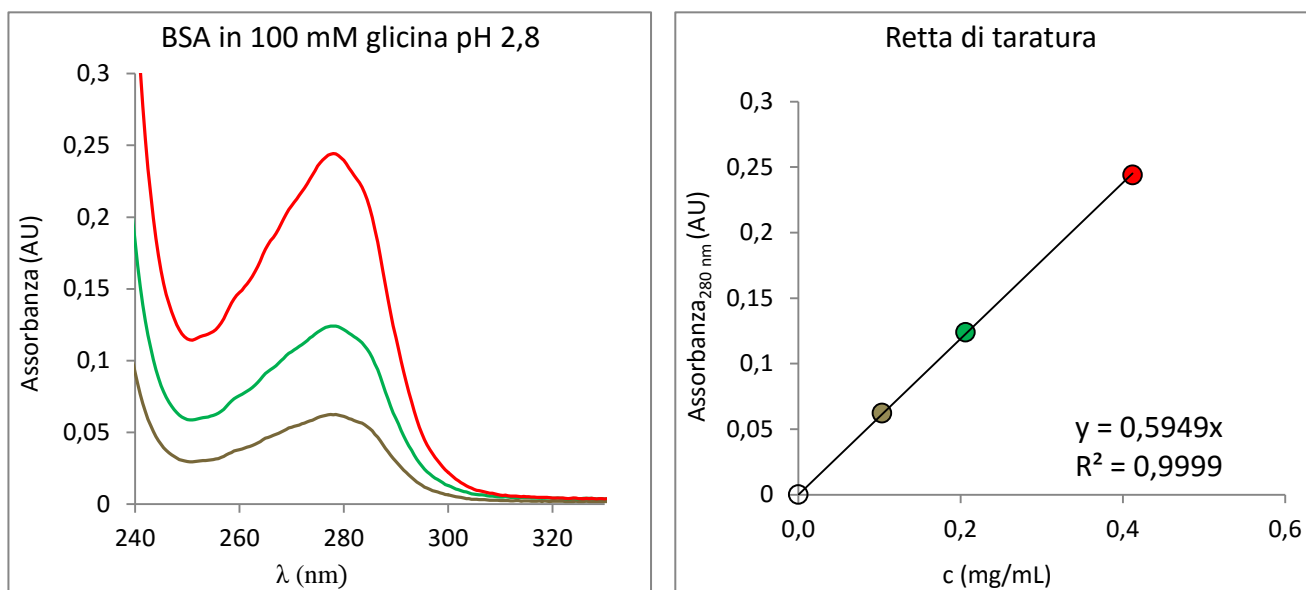 BSA in 100 mM glicina pH 2,8
0,3
0,25
0,2
0,15
0,1
0,05
0
Assorbanza (AU)
240
260
280
300
320
λ (nm)
Retta di taratura
0,3
0,25
0,2
0,15
0,1
0,05
0
Assorbanza280 nm (AU)
y = 0,5949x
R² = 0,9999
0,0
0,2
0,4
0,6
c (mg/mL)